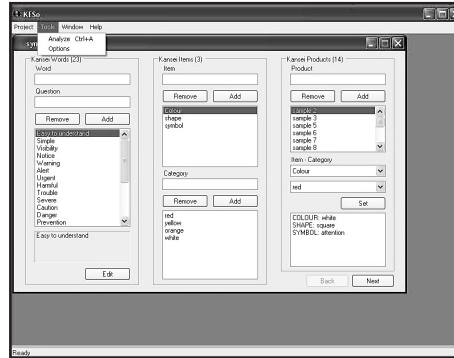 KESo
Project Tools Window Help
Analyze Ctrl+A
Options
sym
Kansei Words (23)
Word
Question
Remove Add
Easy to understand
Simple
Visibility
Notice
Warning
Alert
Urgent
Harmful
Trouble
Severe
Caution
Danger
Prevention
Easy to understand
Edit
Kansei Items (3)
Item
Remove Add
Colour
shape
symbol
Category
Remove Add
red
yellow
orange
white
Kansei Products (14)
Product
Remove Add
sample 2
sample 3
sample 5
sample 6
sample 7
sample 8
Item - Category
Colour
red
Set
COLOUR: white
SHAPE: square
SYMBOL: attention
Back Next
Ready